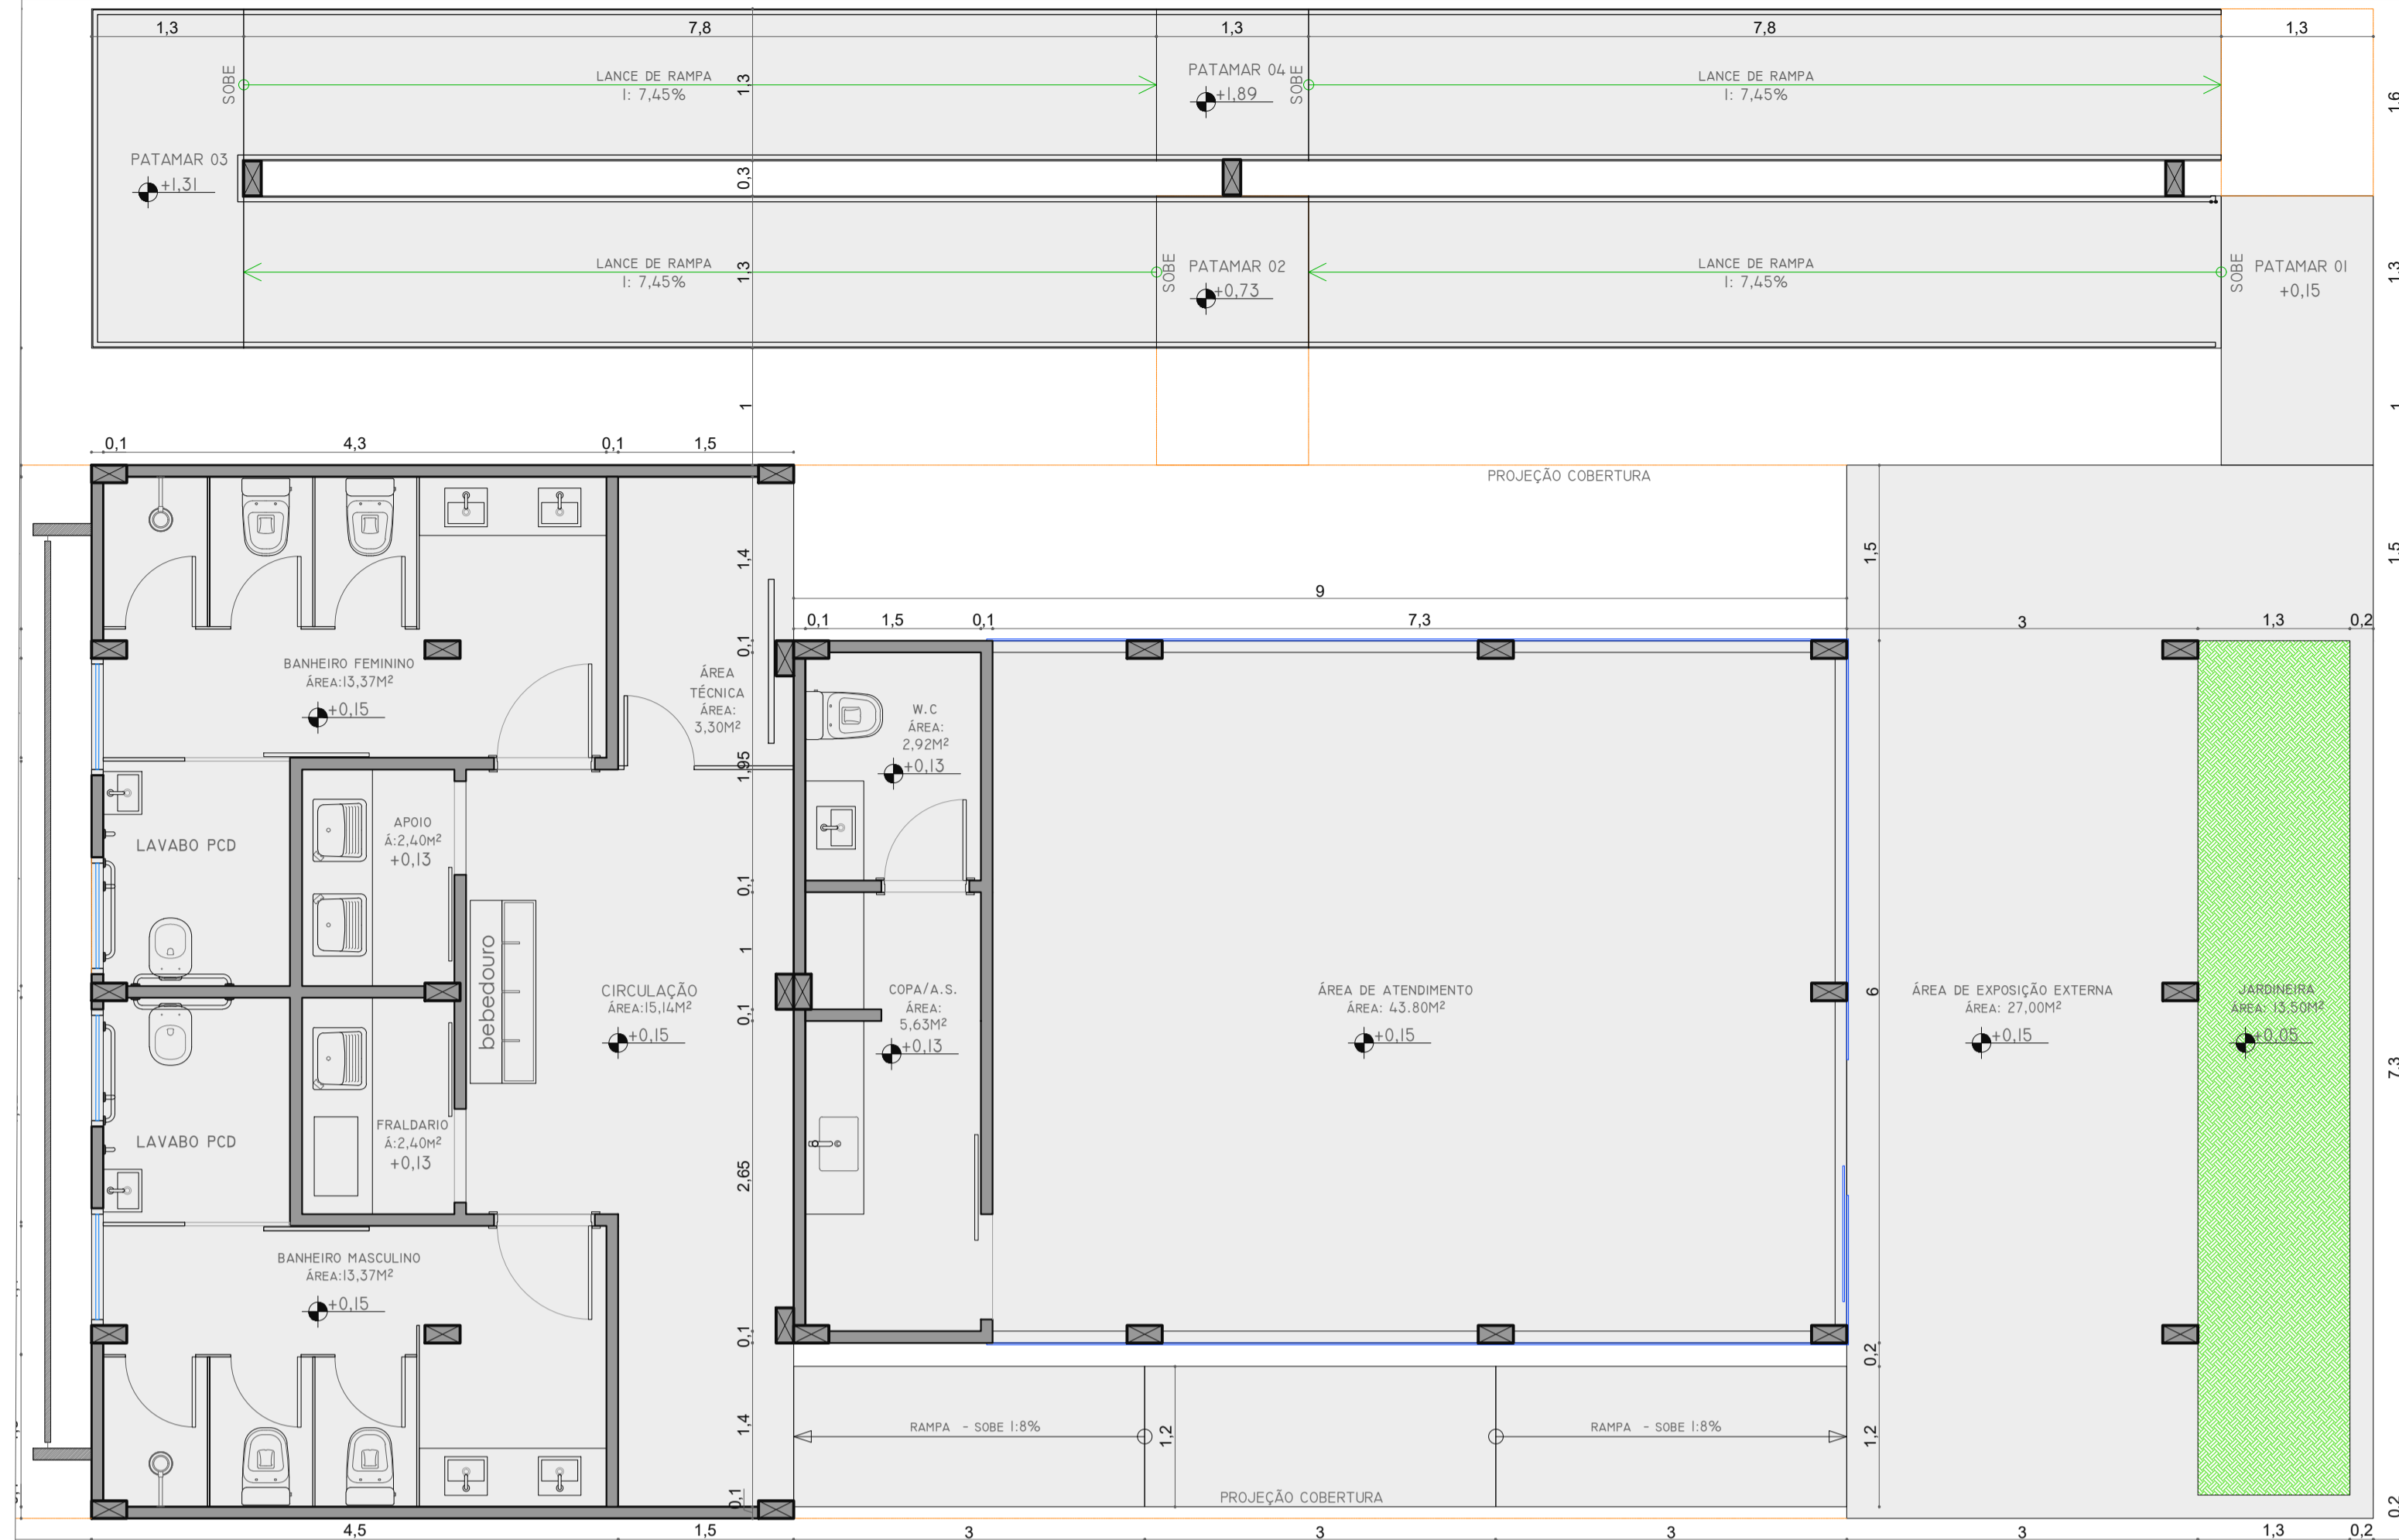 1,3
7,8
1,3
7,8
1,3
SOBE
LANCE DE RAMPA
I: 7,45%
1,3
PATAMAR 04
+1,89
SOBE
LANCE DE RAMPA
I: 7,45%
1,6
PATAMAR 03
+1,31
0,3
LANCE DE RAMPA
I: 7,45%
1,3
SOBE
PATAMAR 02
+0,73
LANCE DE RAMPA
I: 7,45%
SOBE
PATAMAR 01
+0,15
1,3
1
1
0,1
4,3
0,1
1,5
PROJEÇÃO COBERTURA
1,4
1,5
1,5
9
0,1
1,5
0,1
7,3
3
1,3
0,2
0,1
BANHEIRO FEMININO
ÁREA:13,37M²
+0,15
ÁREA
TÉCNICA
ÁREA:
3,30M²
W.C
ÁREA:
2,92M²
+0,13
1,95
LAVABO PCD
APOIO
Á:2,40M²
+0,13
0,1
1
bebedouro
CIRCULAÇÃO
ÁREA:15,14M²
+0,15
0,1
COPA/A.S.
ÁREA:
5,63M²
+0,13
ÁREA DE ATENDIMENTO
ÁREA: 43.80M²
+0,15
6
ÁREA DE EXPOSIÇÃO EXTERNA
ÁREA: 27,00M²
+0,15
JARDINEIRA
ÁREA: 13,50M²
+0,05
7,3
LAVABO PCD
FRALDARIO
Á:2,40M²
+0,13
2,65
BANHEIRO MASCULINO
ÁREA:13,37M²
+0,15
0,1
0,2
1,4
RAMPA - SOBE I:8%
1,2
RAMPA - SOBE I:8%
1,2
0,1
PROJEÇÃO COBERTURA
0,2
4,5
1,5
3
3
3
3
1,3
0,2